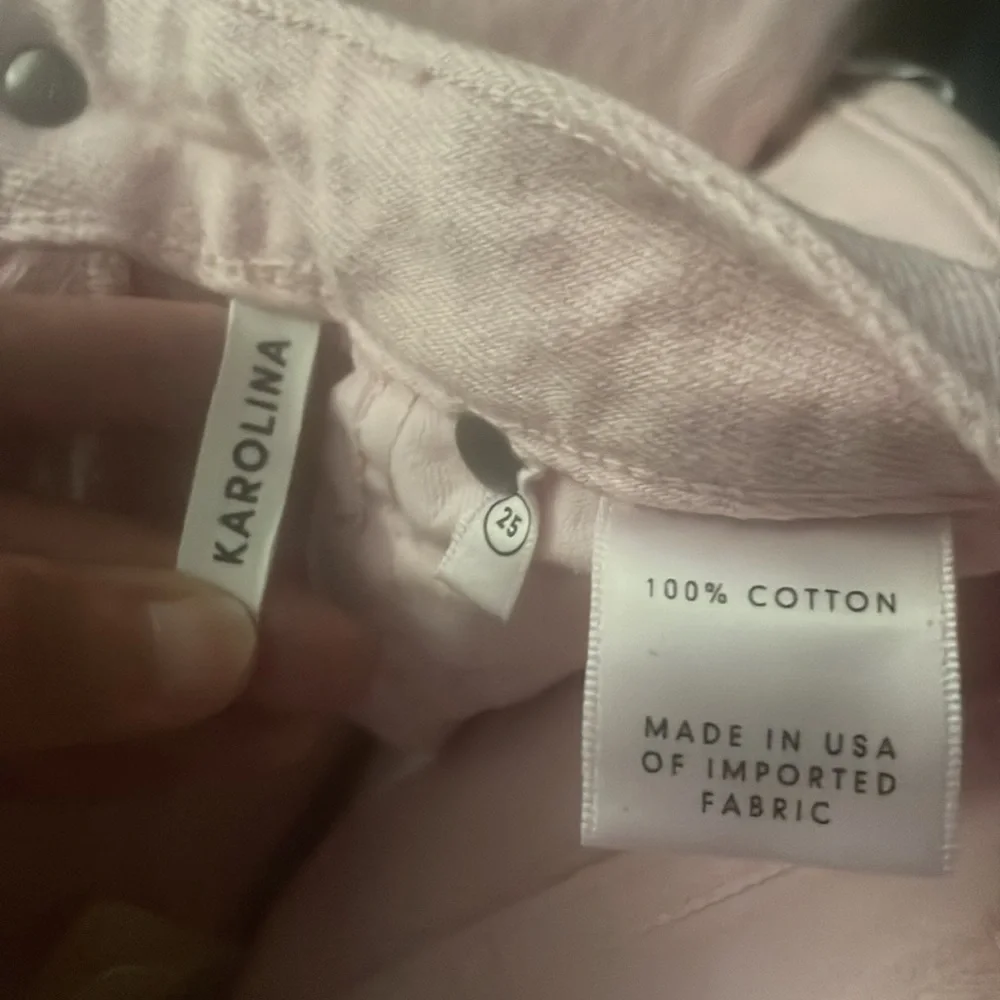 KAROLINA
25
100% COTTON
MADE IN USA
OF IMPORTED
FABRIC